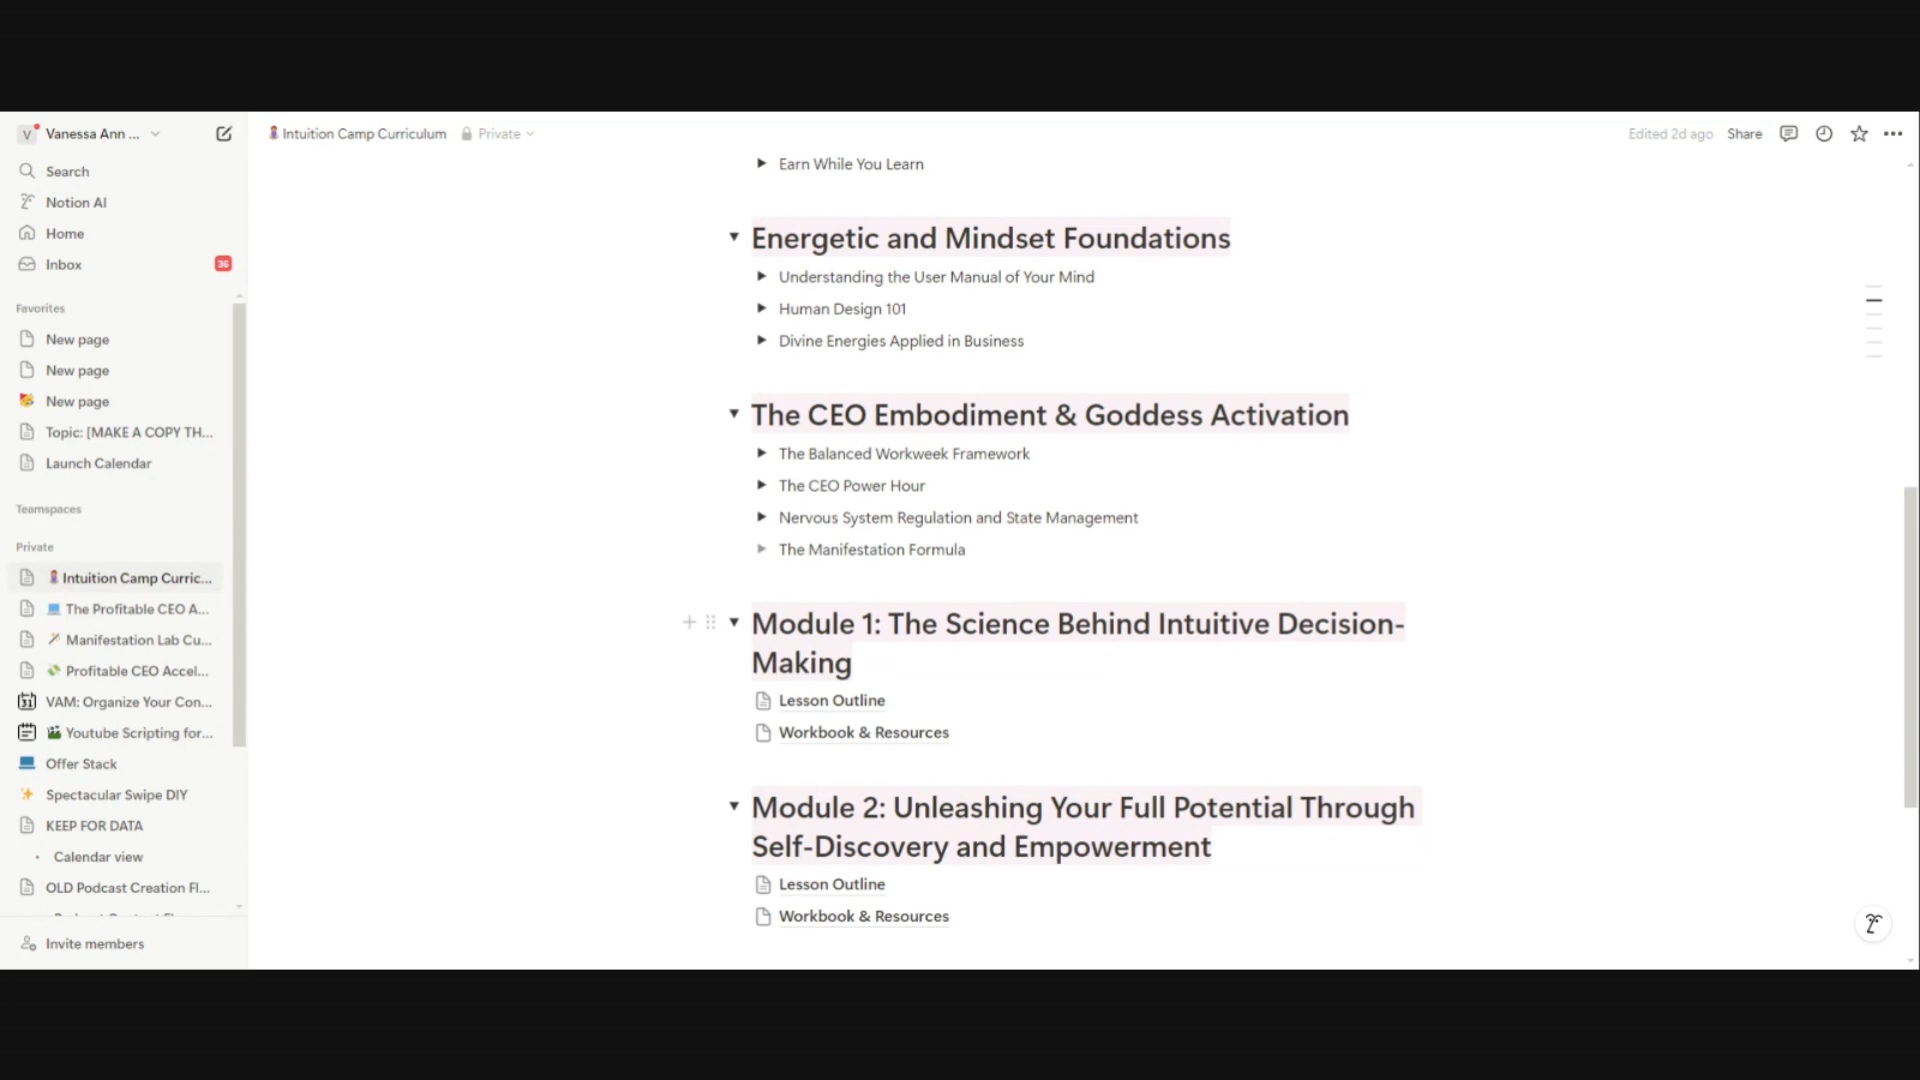 V Vanessa Ann ...
Search
Notion AI
Home
Inbox 36
Favorites
New page
New page
New page
Topic: [MAKE A COPY TH...
Launch Calendar
Teamspaces
Private
Intuition Camp Curric...
The Profitable CEO A...
Manifestation Lab Cu...
Profitable CEO Accel...
31 VAM: Organize Your Con...
Youtube Scripting for...
Offer Stack
Spectacular Swipe DIY
KEEP FOR DATA
Calendar view
OLD Podcast Creation Fl...
Invite members
Intuition Camp Curriculum Private
Edited 2d ago Share
Earn While You Learn
Energetic and Mindset Foundations
Understanding the User Manual of Your Mind
Human Design 101
Divine Energies Applied in Business
The CEO Embodiment & Goddess Activation
The Balanced Workweek Framework
The CEO Power Hour
Nervous System Regulation and State Management
The Manifestation Formula
Module 1: The Science Behind Intuitive Decision-
Making
Lesson Outline
Workbook & Resources
Module 2: Unleashing Your Full Potential Through
Self-Discovery and Empowerment
Lesson Outline
Workbook & Resources